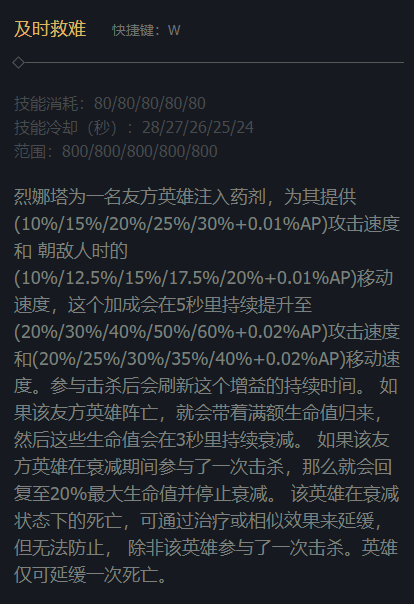 及时救难 快捷键：W
技能消耗：80/80/80/80/80
技能冷却（秒）：28/27/26/25/24
范围：800/800/800/800/800
烈娜塔为一名友方英雄注入药剂，为其提供
(10%/15%/20%/25%/30%+0.01%AP)攻击速度
和 朝敌人时的
(10%/12.5%/15%/17.5%/20%+0.01%AP)移动
速度，这个加成会在5秒里持续提升至
(20%/30%/40%/50%/60%+0.02%AP)攻击速度
和(20%/25%/30%/35%/40%+0.02%AP)移动速
度。参与击杀后会刷新这个增益的持续时间。 如
果该友方英雄阵亡，就会带着满额生命值归来，
然后这些生命值会在3秒里持续衰减。 如果该友
方英雄在衰减期间参与了一次击杀，那么就会回
复至20%最大生命值并停止衰减。 该英雄在衰减
状态下的死亡，可通过治疗或相似效果来延缓，
但无法防止， 除非该英雄参与了一次击杀。英雄
仅可延缓一次死亡。